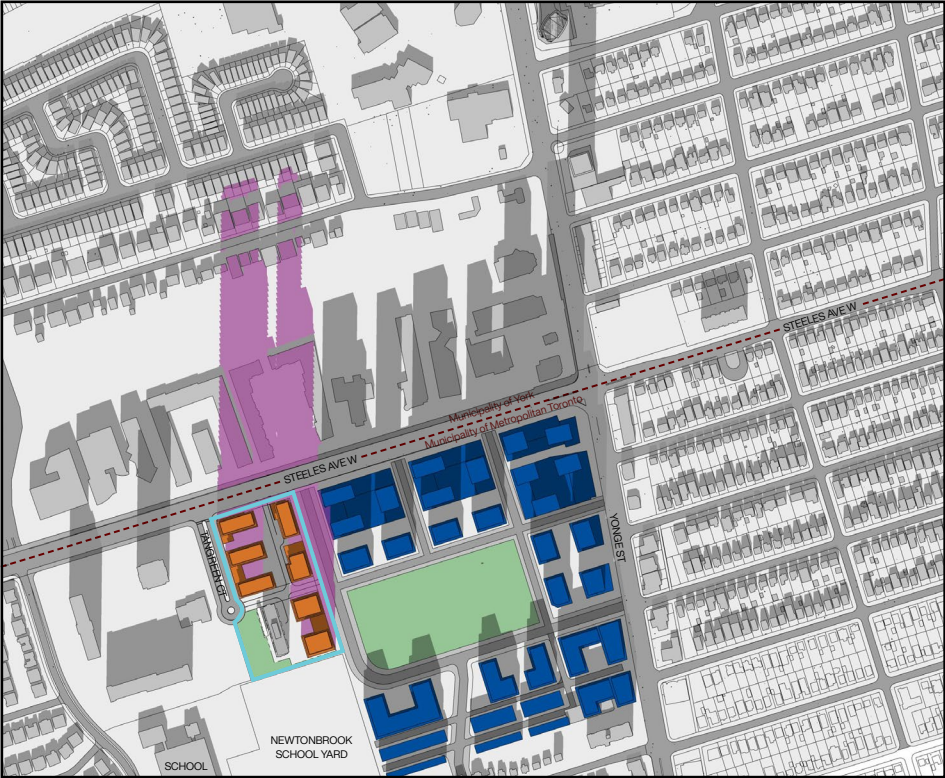 STEELES AVE W
Municipality of York
Municipality of Metropolitan Toronto
STEELES AVE W
TANGREEN CT
YONGE ST
NEWTONBROOK
SCHOOL YARD
SCHOOL